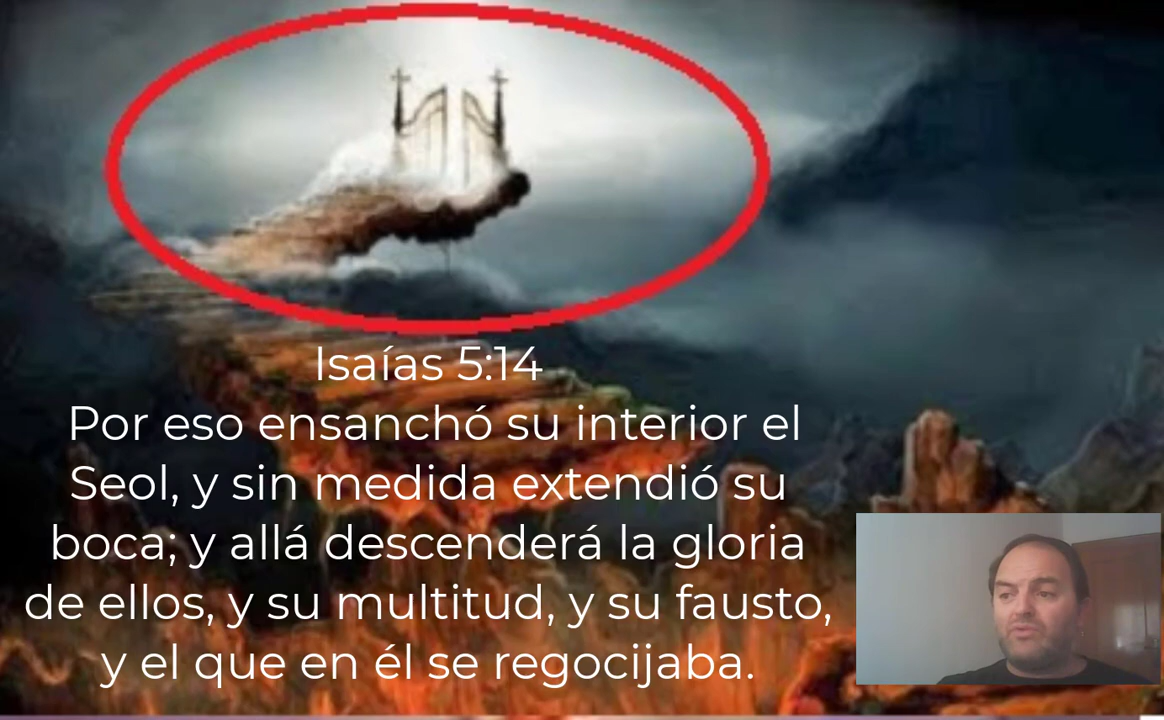 Isaías 5:14
Por eso ensanchó su interior el
Seol, y sin medida extendió su
boca; y allá descenderá la gloria
de ellos, y su multitud, y su fausto,
y el que en él se regocijaba.